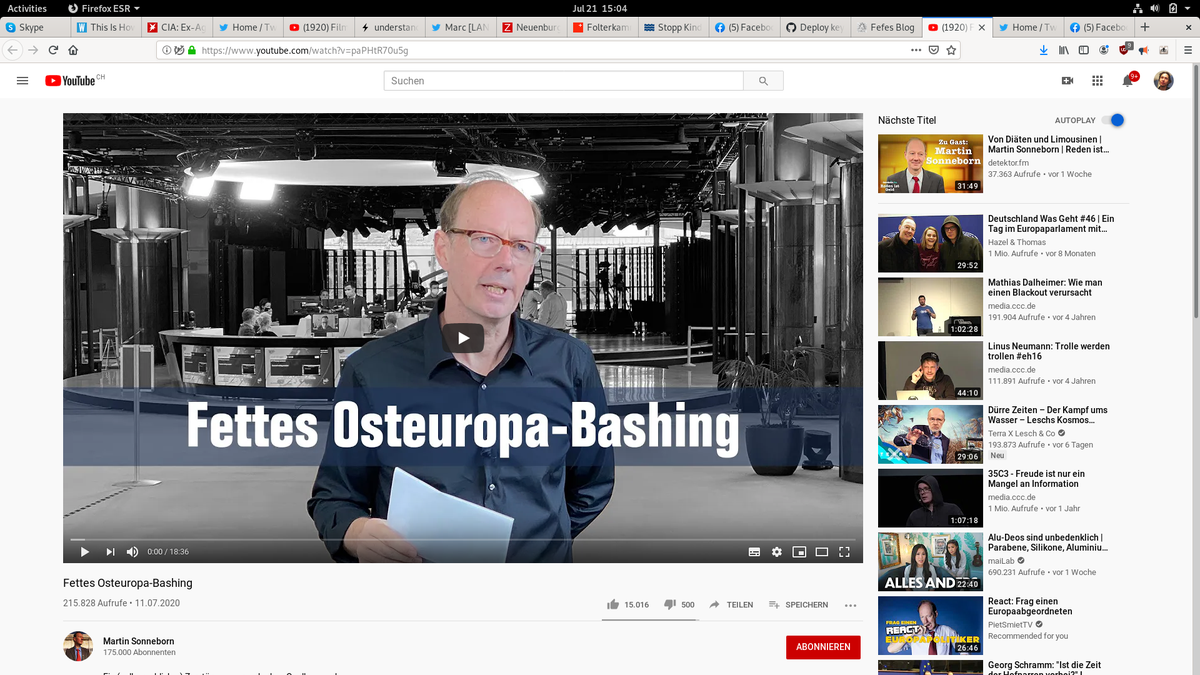 Activities
Firefox ESR
Jul 21 15:04
Skype
This Is Ho
CIA: Ex-Ag
Home / Tw
(1920) Film
understan
Marc [LAN
Neuenbur
Folterkam
Stopp Kind
(5) Facebo
Deploy key
Fefes Blog
(1920) F
Home / Tw
(5) Facebo
https://www.youtube.com/watch?v=paPHtR70u5g
YouTube CH
Suchen
9+
Fettes Osteuropa-Bashing
0:00 / 18:36
Fettes Osteuropa-Bashing
215.828 Aufrufe • 11.07.2020
15.016
500
TEILEN
SPEICHERN
Martin Sonneborn
175.000 Abonnenten
ABONNIEREN
Nächste Titel
AUTOPLAY
Zu Gast:
Martin
Sonneborn
31:49
Von Diäten und Limousinen |
Martin Sonneborn | Reden ist...
detektor.fm
37.363 Aufrufe • vor 1 Woche
29:52
Deutschland Was Geht #46 | Ein
Tag im Europaparlament mit...
Hazel & Thomas
1 Mio. Aufrufe • vor 8 Monaten
1:02:28
Mathias Dalheimer: Wie man
einen Blackout verursacht
media.ccc.de
191.904 Aufrufe • vor 4 Jahren
44:10
Linus Neumann: Trolle werden
trollen #eh16
media.ccc.de
111.891 Aufrufe • vor 4 Jahren
29:06
Dürre Zeiten – Der Kampf ums
Wasser – Leschs Kosmos...
Terra X Lesch & Co
193.873 Aufrufe • vor 6 Tagen
Neu
1:07:18
35C3 - Freude ist nur ein
Mangel an Information
media.ccc.de
1 Mio. Aufrufe • vor 1 Jahr
ALLES AND
22:40
Alu-Deos sind unbedenklich |
Parabene, Silikone, Aluminiu...
maiLab
690.231 Aufrufe • vor 1 Woche
FRAG EINEN
REACT
EUROPAPOLITIKER
26:46
React: Frag einen
Europaabgeordneten
PietSmietTV
Recommended for you
Georg Schramm: "Ist die Zeit